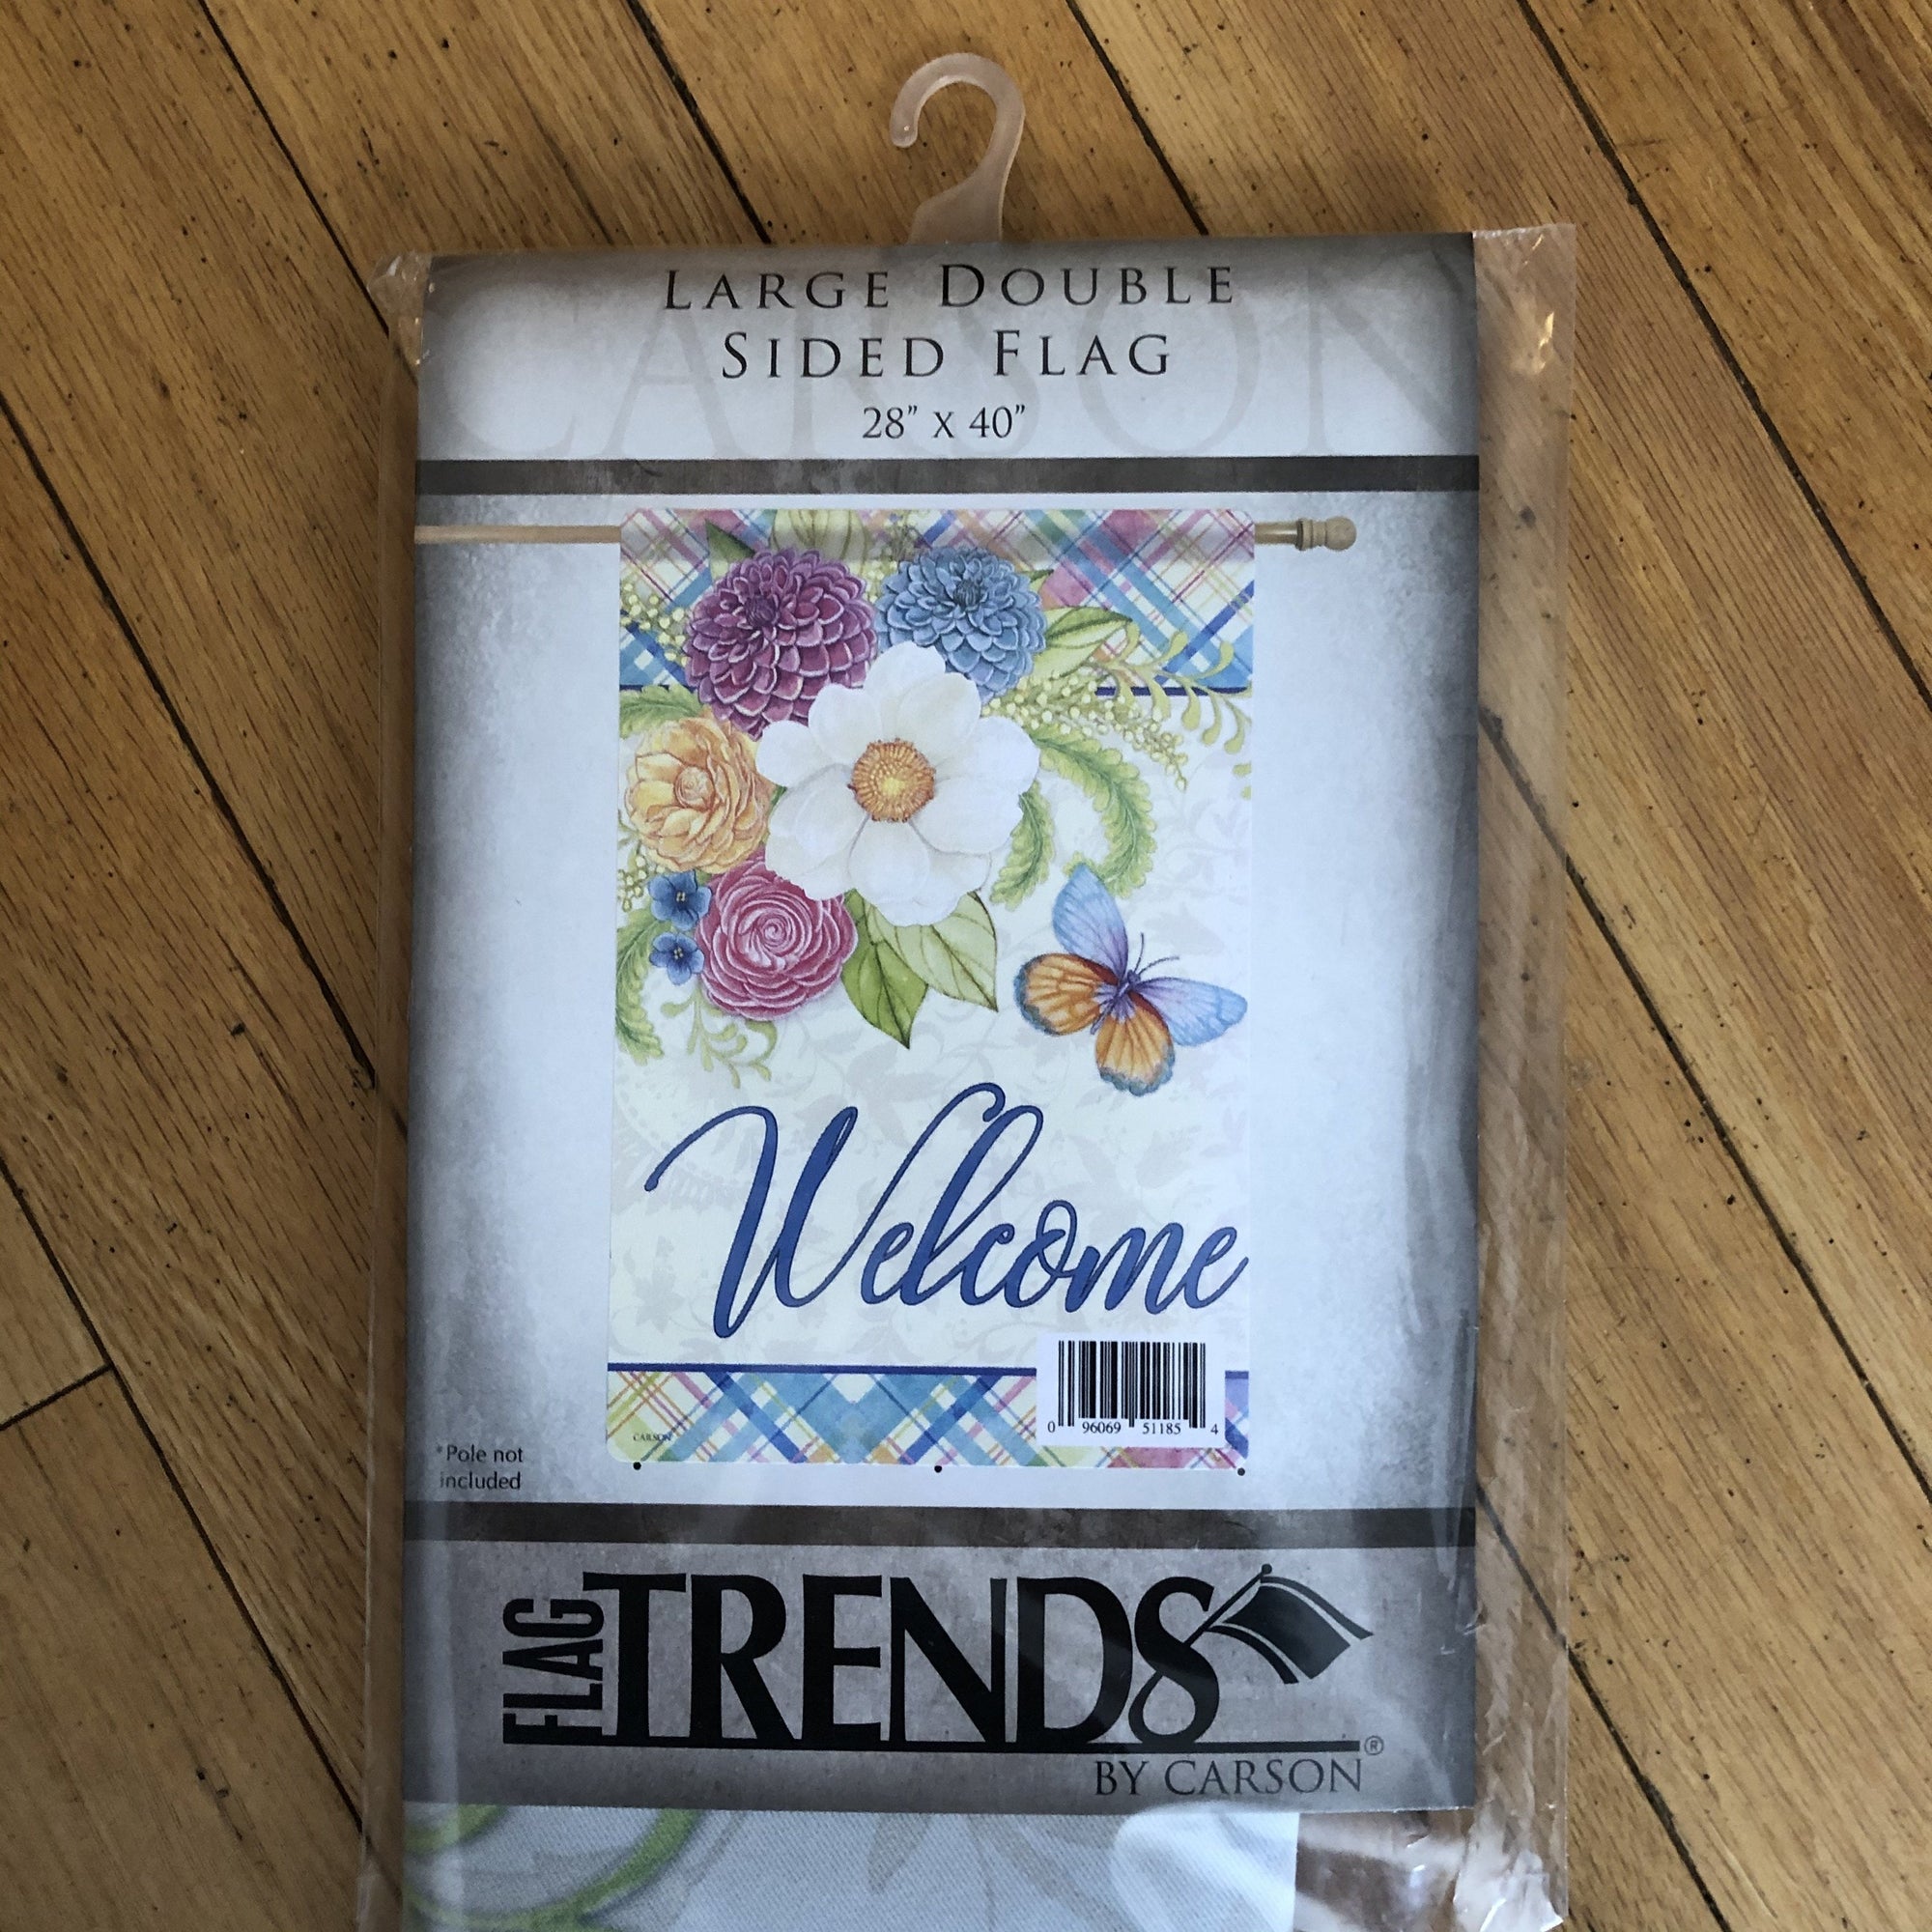 CARSON
LARGE DOUBLE
SIDED FLAG
28" X 40"
Welcome
0 96069 51185 4
CARSON
*Pole not
included
FLAG TRENDS®
BY CARSON